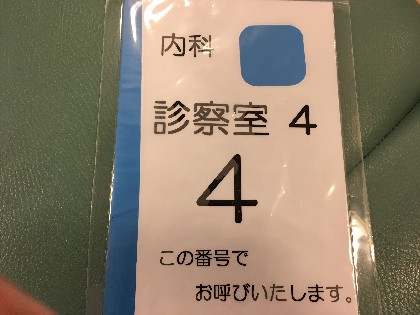 内科
診察室 4
4
この番号で
お呼びいたします。